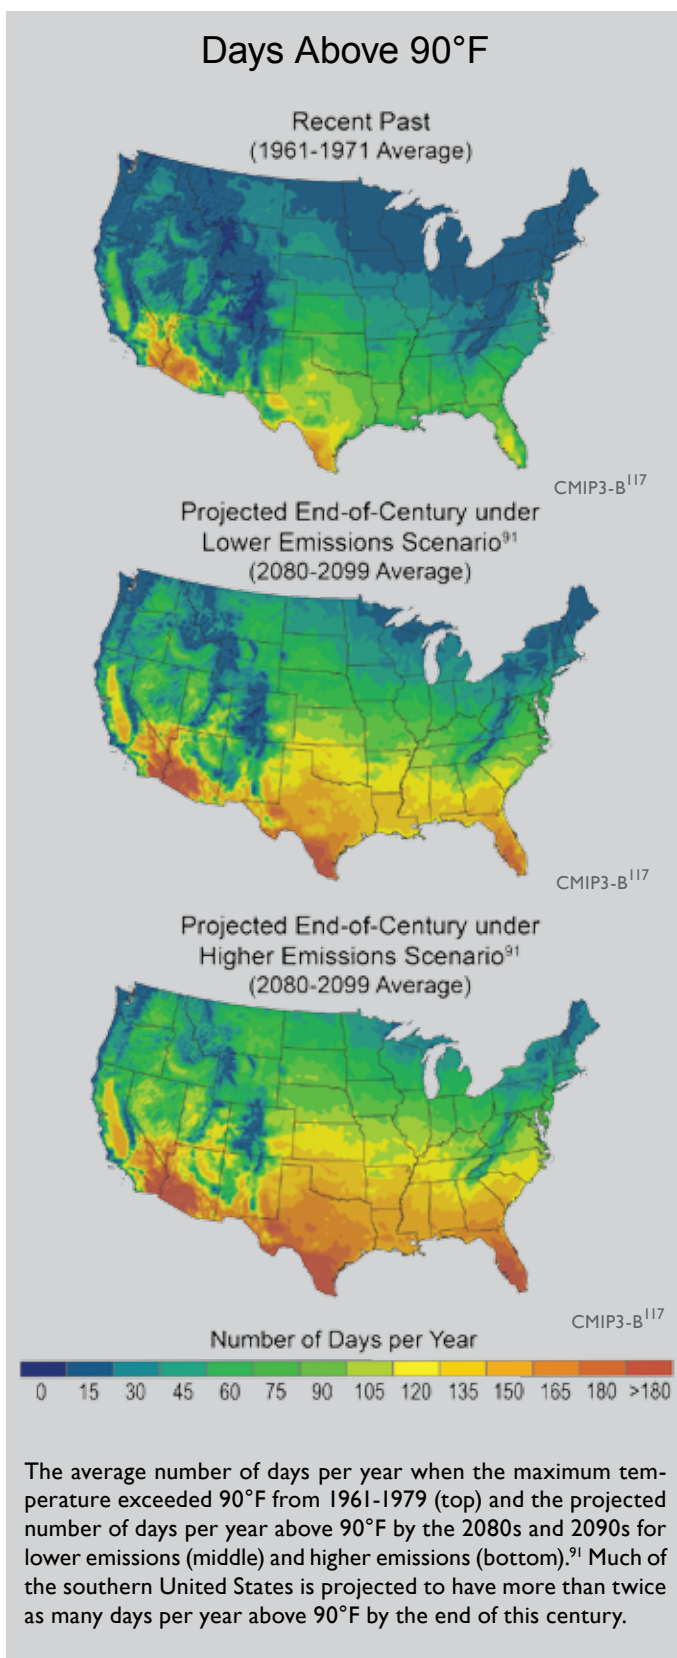 Days Above 90°F
Recent Past
(1961-1971 Average)
CMIP3-B117
Projected End-of-Century under
Lower Emissions Scenario91
(2080-2099 Average)
CMIP3-B117
Projected End-of-Century under
Higher Emissions Scenario91
(2080-2099 Average)
CMIP3-B117
Number of Days per Year
0 15 30 45 60 75 90 105 120 135 150 165 180 >180
The average number of days per year when the maximum tem-
perature exceeded 90°F from 1961-1979 (top) and the projected
number of days per year above 90°F by the 2080s and 2090s for
lower emissions (middle) and higher emissions (bottom).91 Much of
the southern United States is projected to have more than twice
as many days per year above 90°F by the end of this century.